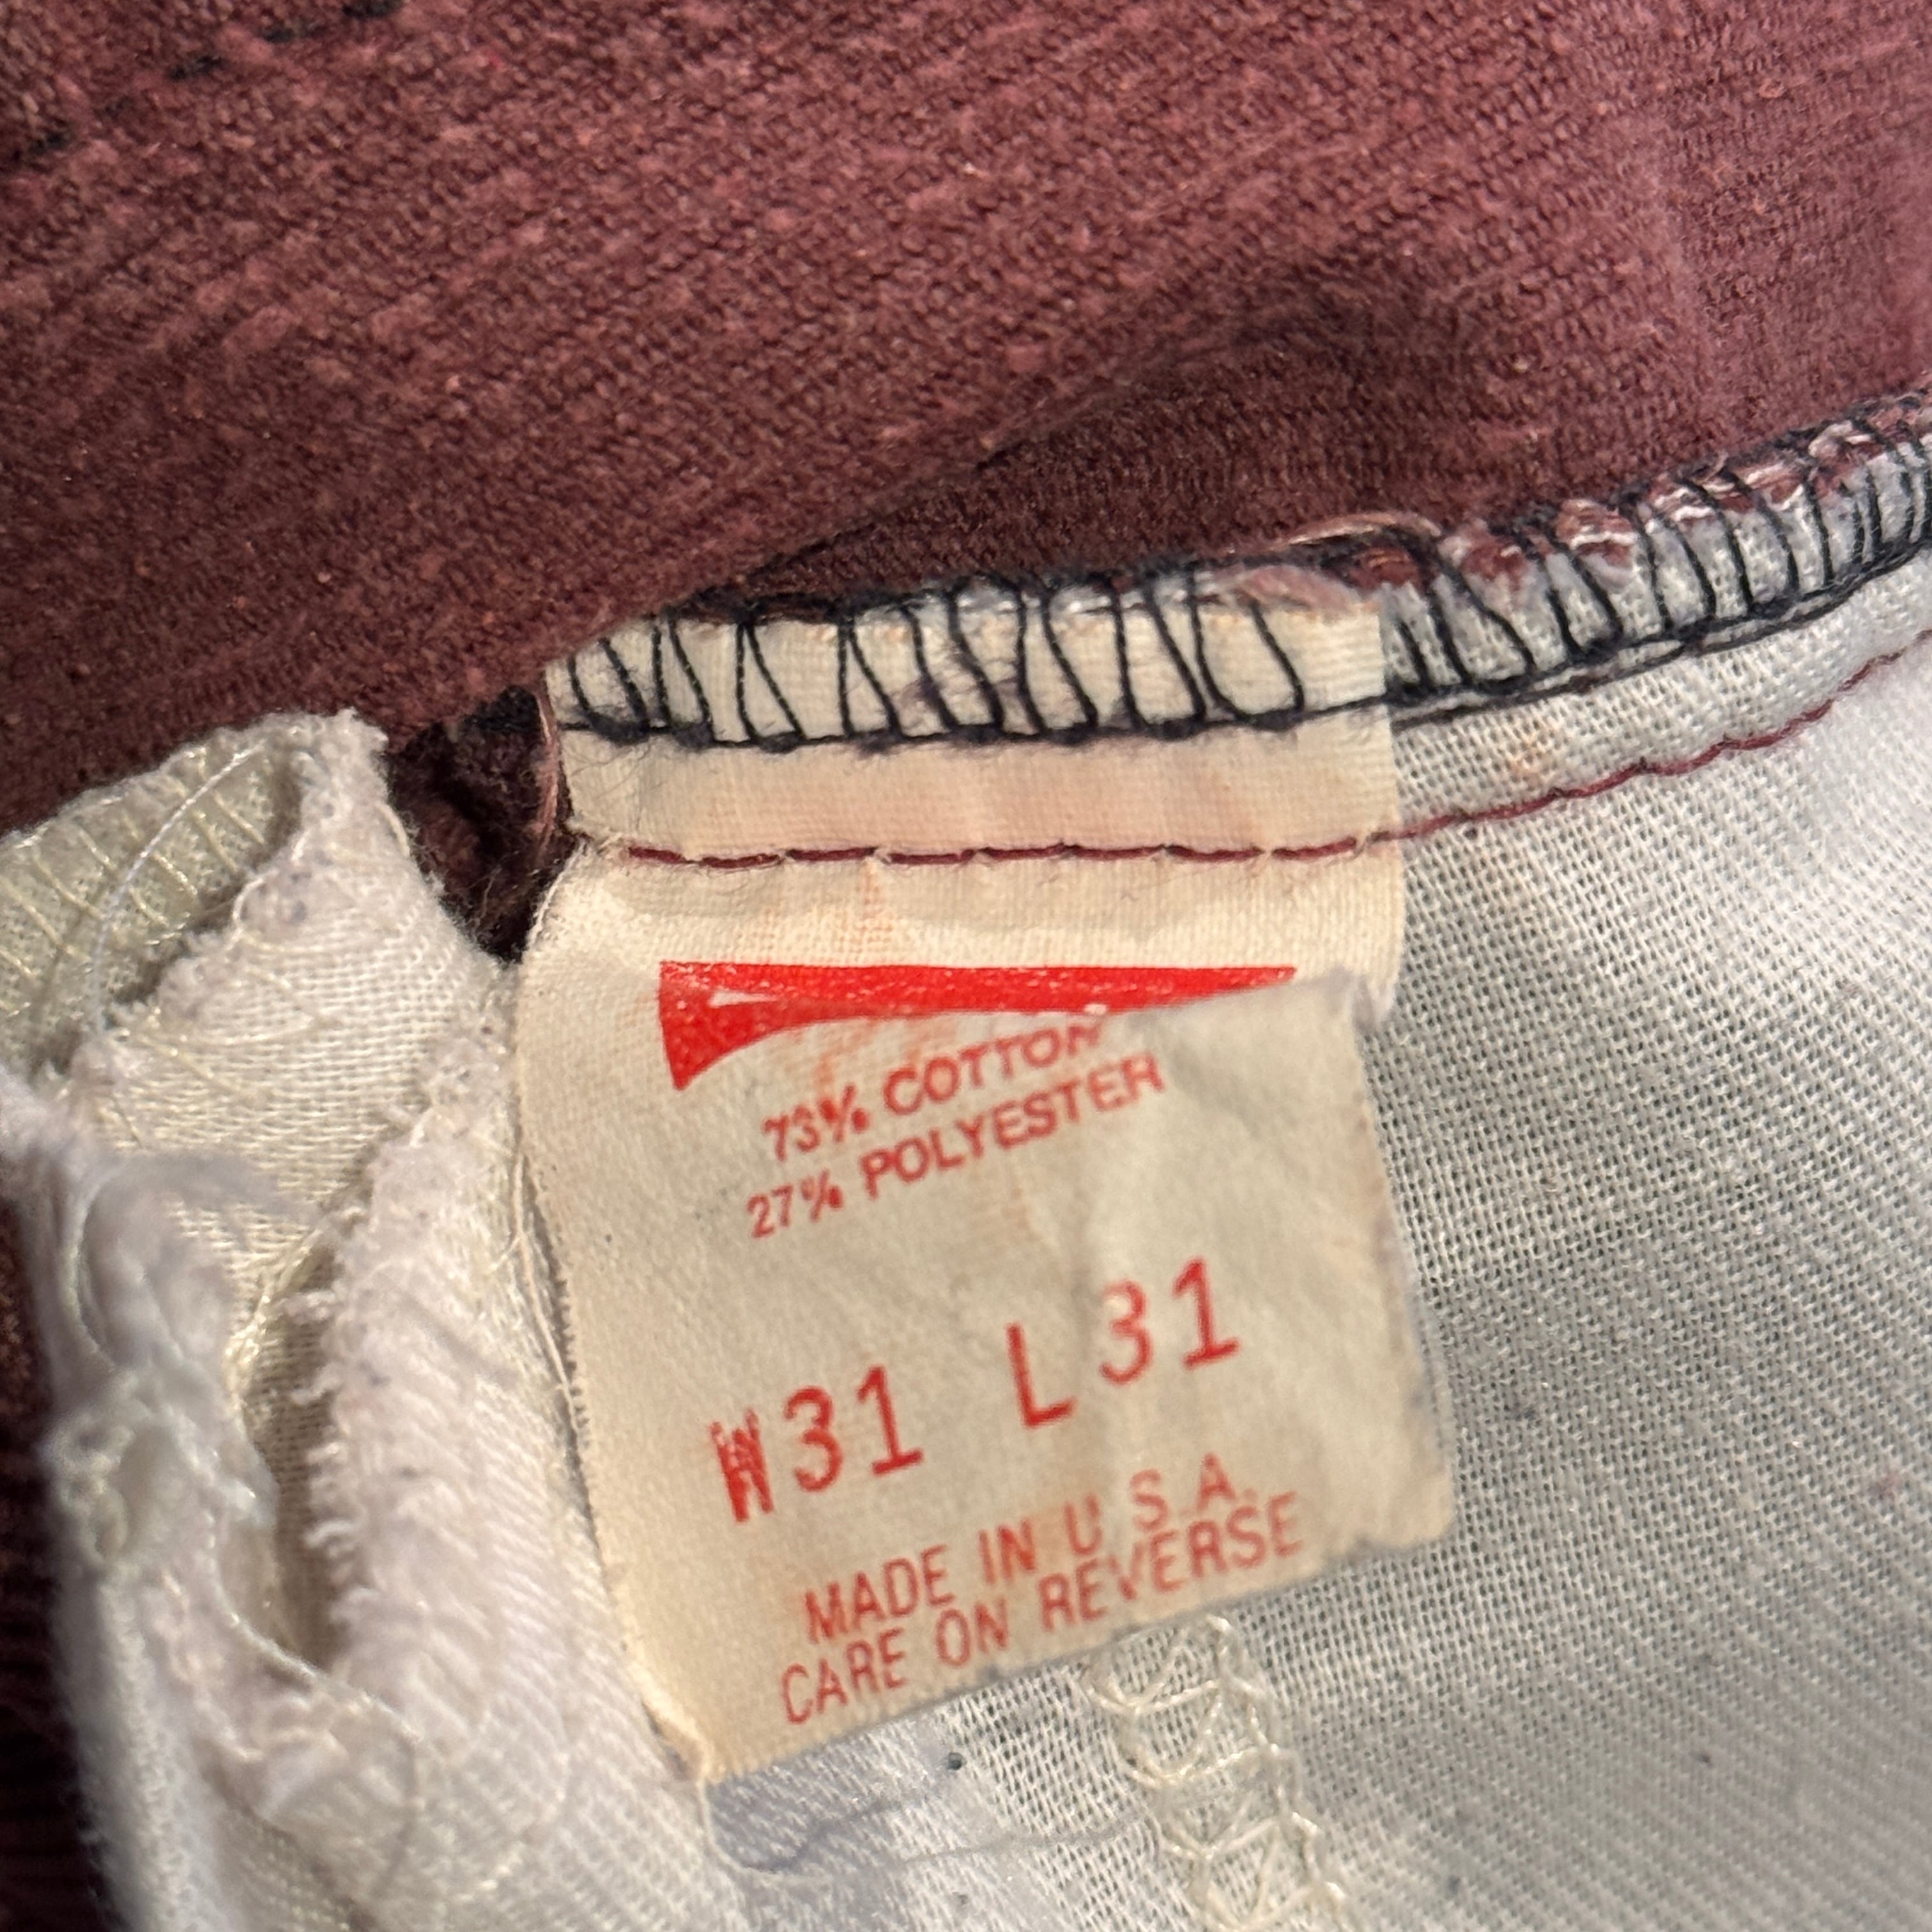 73% COTTON
27% POLYESTER
W31 L31
MADE IN U.S.A.
CARE ON REVERSE